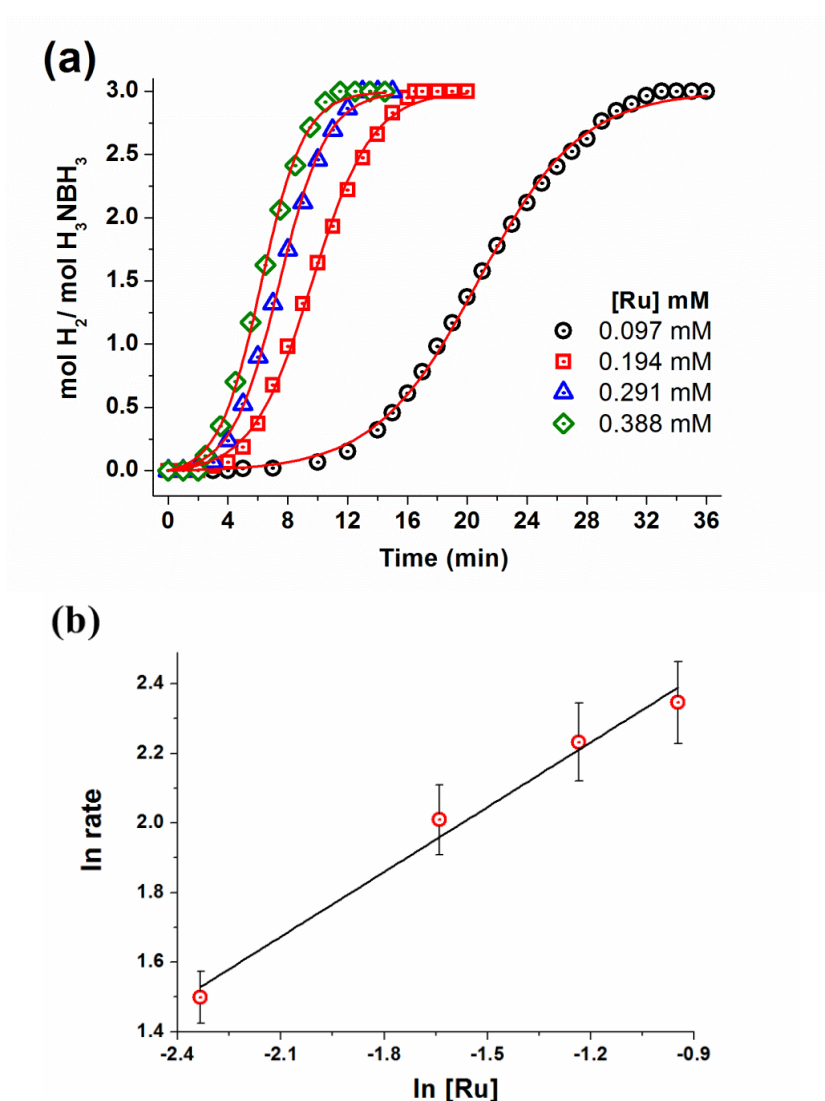 (a)
mol H2 / mol H3NBH3
3.0
2.5
2.0
1.5
1.0
0.5
0.0
[Ru] mM
0.097 mM
0.194 mM
0.291 mM
0.388 mM
0 4 8 12 16 20 24 28 32 36
Time (min)
(b)
ln rate
2.4
2.2
2.0
1.8
1.6
1.4
-2.4 -2.1 -1.8 -1.5 -1.2 -0.9
ln [Ru]